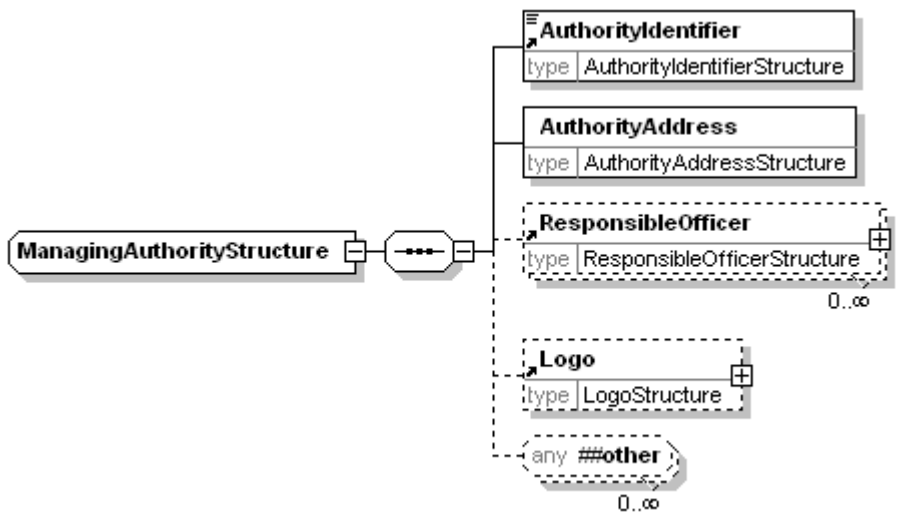 AuthorityIdentifier
type AuthorityIdentifierStructure
AuthorityAddress
type AuthorityAddressStructure
ManagingAuthorityStructure
ResponsibleOfficer
type ResponsibleOfficerStructure
0..∞
Logo
type LogoStructure
any ##other
0..∞